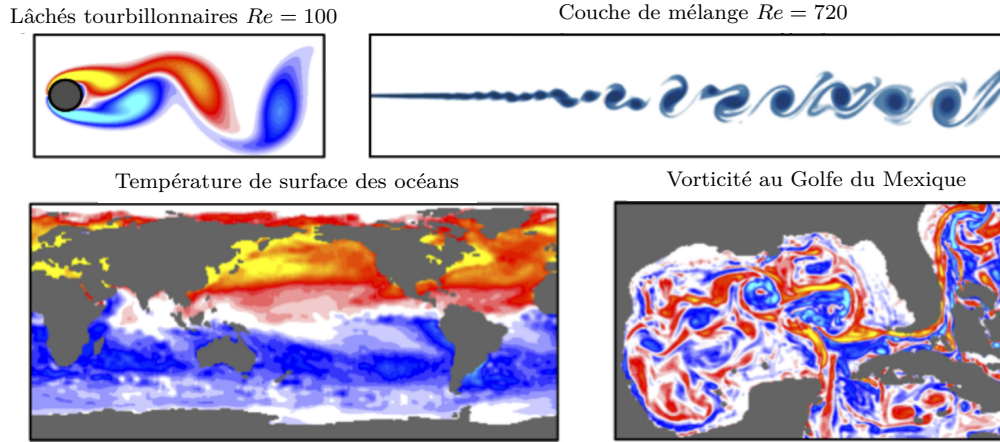 Lâchés tourbillonnaires Re = 100
Couche de mélange Re = 720
Température de surface des océans
Vorticité au Golfe du Mexique